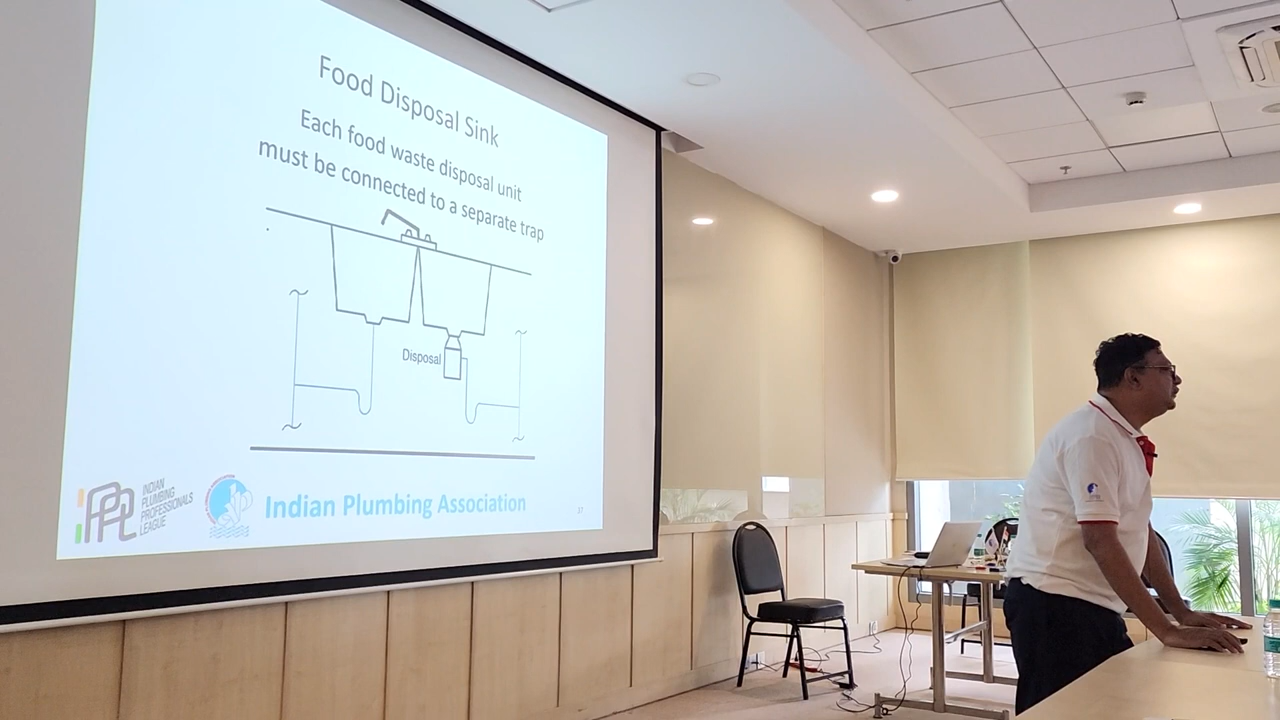 Food Disposal Sink
Each food waste disposal unit
must be connected to a separate trap
Disposal
INDIAN
PLUMBING
PROFESSIONALS
LEAGUE
Indian Plumbing Association
37